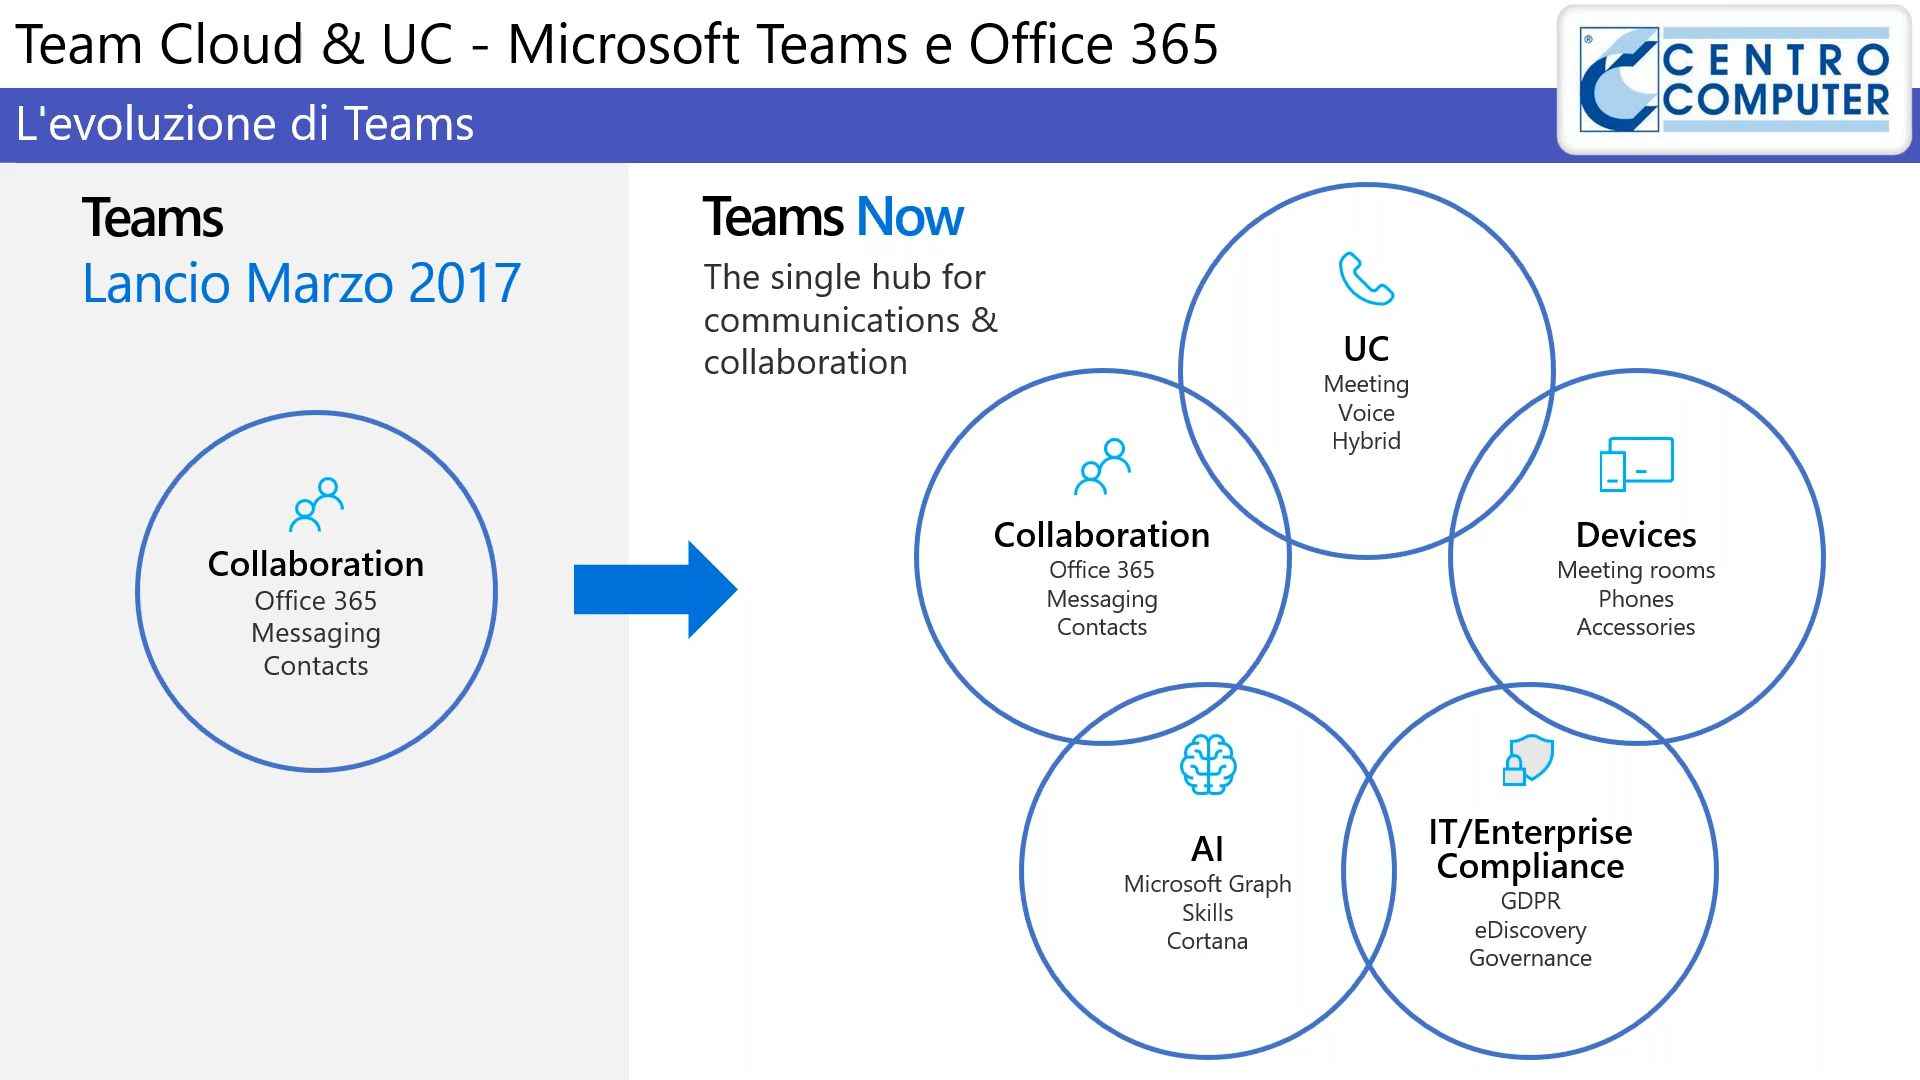 Team Cloud & UC - Microsoft Teams e Office 365
® CENTRO
COMPUTER
L'evoluzione di Teams
Teams
Lancio Marzo 2017
Collaboration
Office 365
Messaging
Contacts
Teams Now
The single hub for
communications &
collaboration
UC
Meeting
Voice
Hybrid
Collaboration
Office 365
Messaging
Contacts
Devices
Meeting rooms
Phones
Accessories
AI
Microsoft Graph
Skills
Cortana
IT/Enterprise
Compliance
GDPR
eDiscovery
Governance